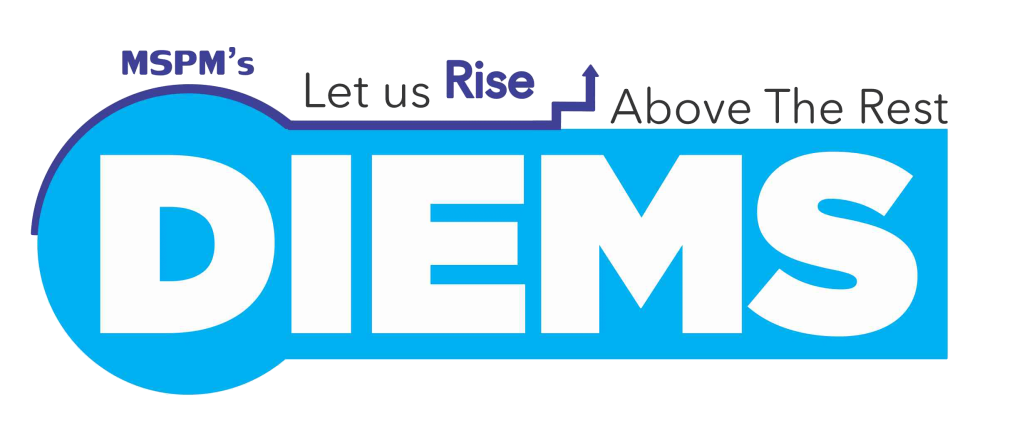 MSPM's
Let us Rise Above The Rest
DIEMS